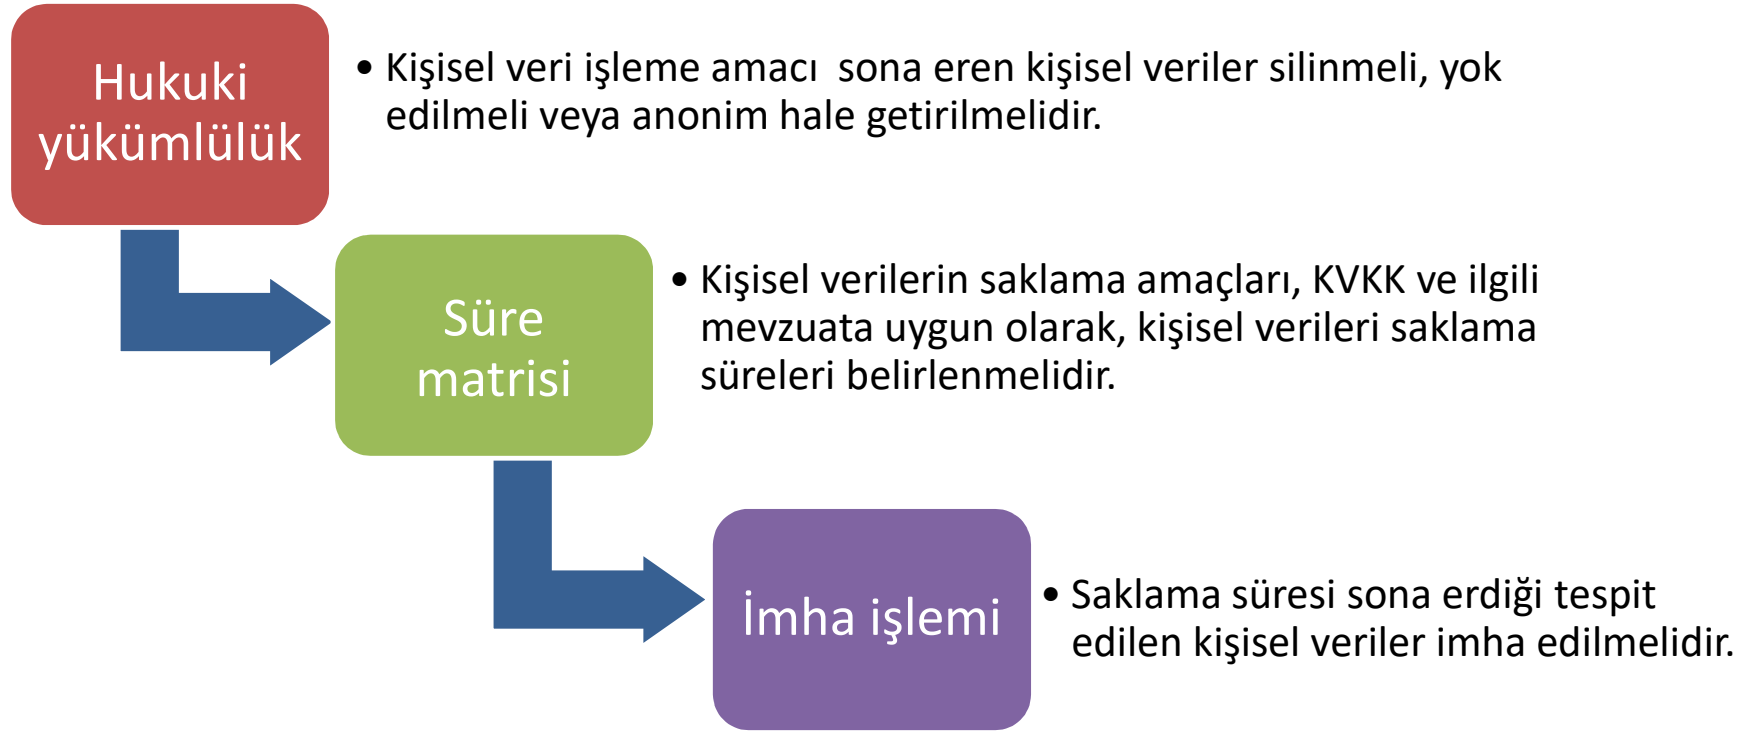 Hukuki
yükümlülük
• Kişisel veri işleme amacı  sona eren kişisel veriler silinmeli, yok
edilmeli veya anonim hale getirilmelidir.
Süre
matrisi
• Kişisel verilerin saklama amaçları, KVKK ve ilgili
mevzuata uygun olarak, kişisel verileri saklama
süreleri belirlenmelidir.
İmha işlemi
• Saklama süresi sona erdiği tespit
edilen kişisel veriler imha edilmelidir.